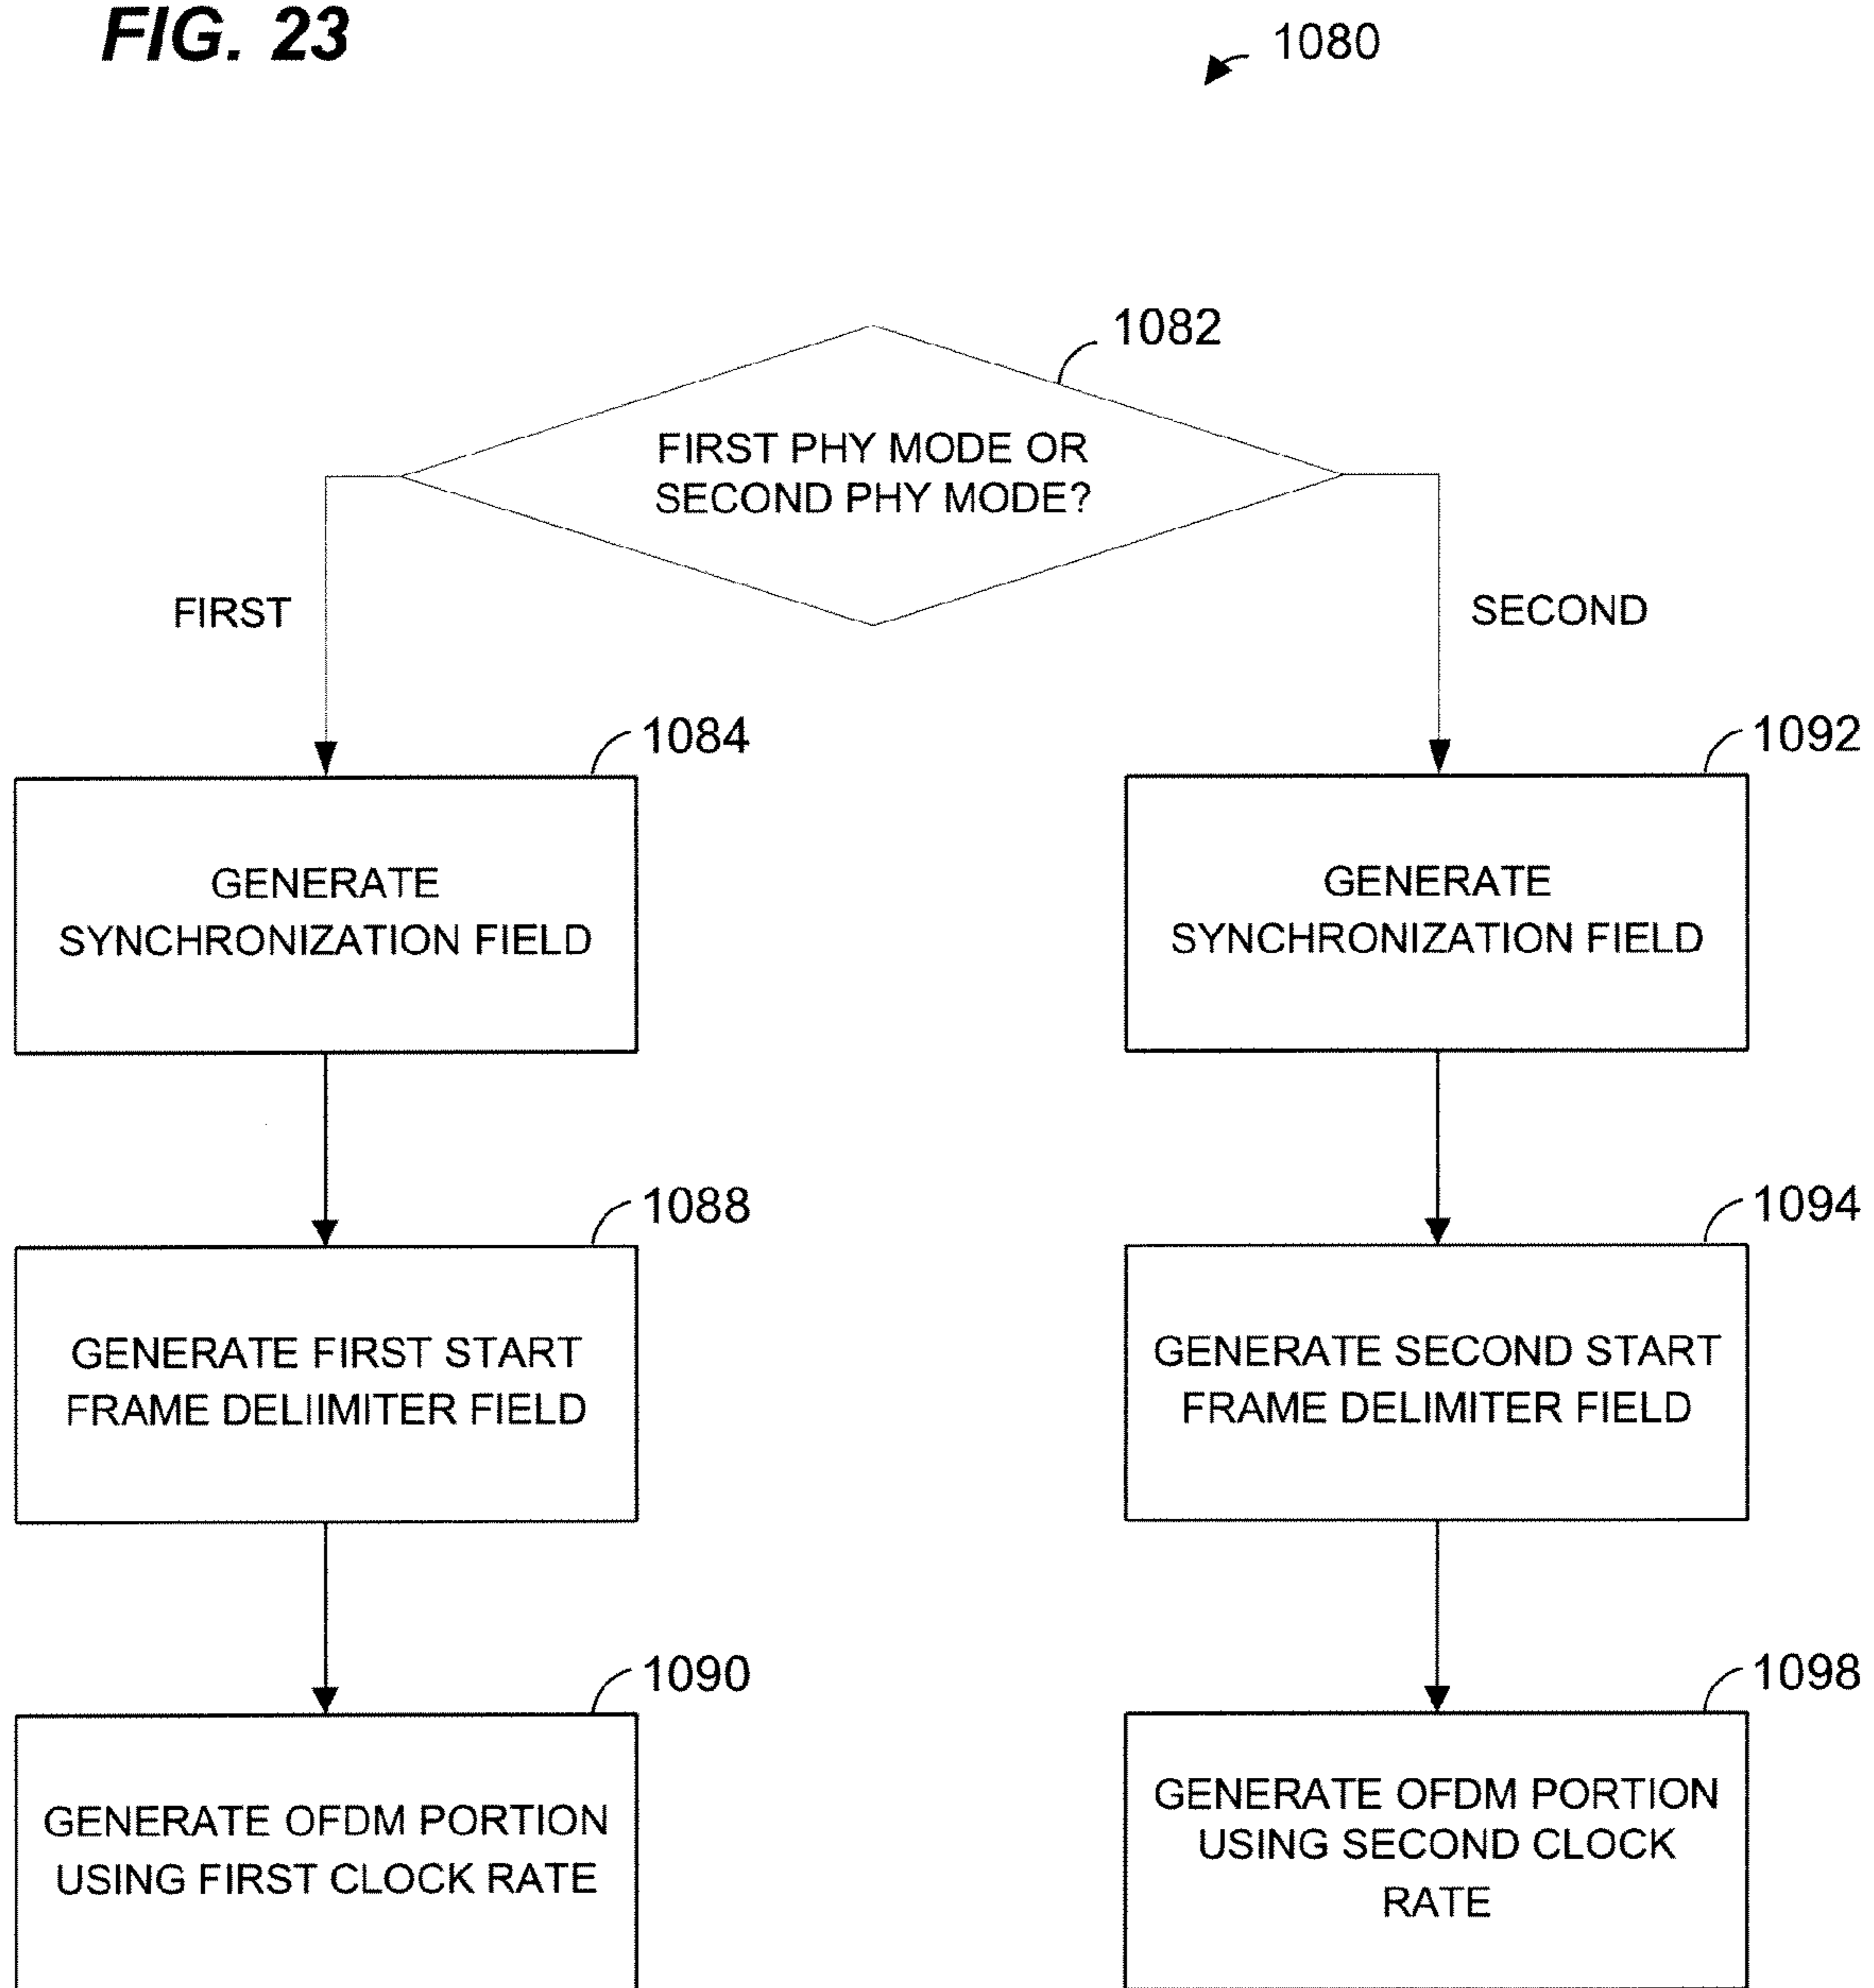 FIG. 23
1080
1082
FIRST PHY MODE OR
SECOND PHY MODE?
FIRST
SECOND
1084
GENERATE
SYNCHRONIZATION FIELD
1092
GENERATE
SYNCHRONIZATION FIELD
1088
GENERATE FIRST START
FRAME DELIIMITER FIELD
1094
GENERATE SECOND START
FRAME DELIMITER FIELD
1090
GENERATE OFDM PORTION
USING FIRST CLOCK RATE
1098
GENERATE OFDM PORTION
USING SECOND CLOCK
RATE